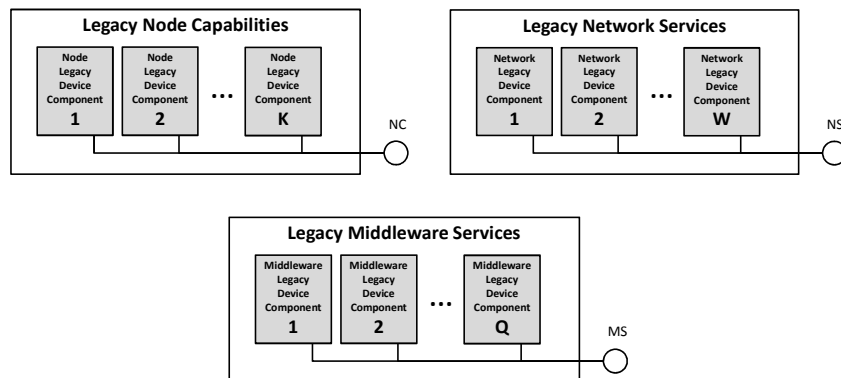 Legacy Node Capabilities
Node
Legacy
Device
Component
1
Node
Legacy
Device
Component
2
...
Node
Legacy
Device
Component
K
NC
Legacy Network Services
Network
Legacy
Device
Component
1
Network
Legacy
Device
Component
2
...
Network
Legacy
Device
Component
W
NS
Legacy Middleware Services
Middleware
Legacy
Device
Component
1
Middleware
Legacy
Device
Component
2
...
Middleware
Legacy
Device
Component
Q
MS